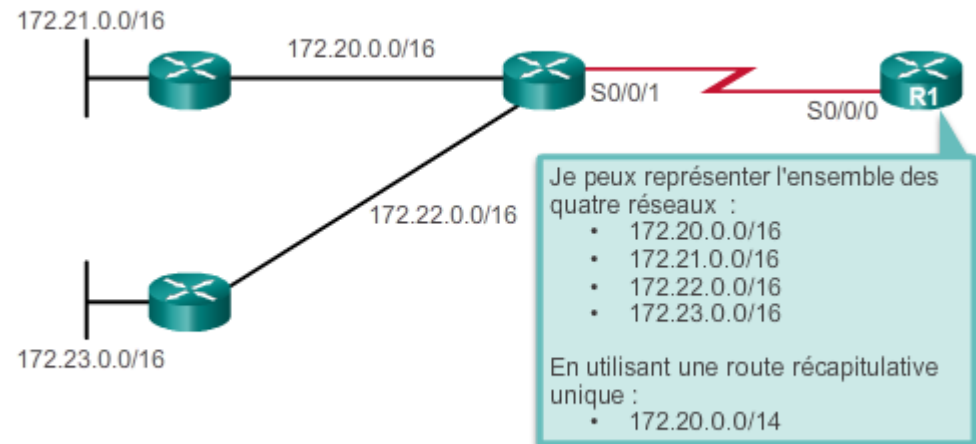 172.21.0.0/16
172.20.0.0/16
S0/0/1
S0/0/0
R1
172.22.0.0/16
172.23.0.0/16
Je peux représenter l'ensemble des
quatre réseaux :
• 172.20.0.0/16
• 172.21.0.0/16
• 172.22.0.0/16
• 172.23.0.0/16
En utilisant une route récapitulative
unique :
• 172.20.0.0/14